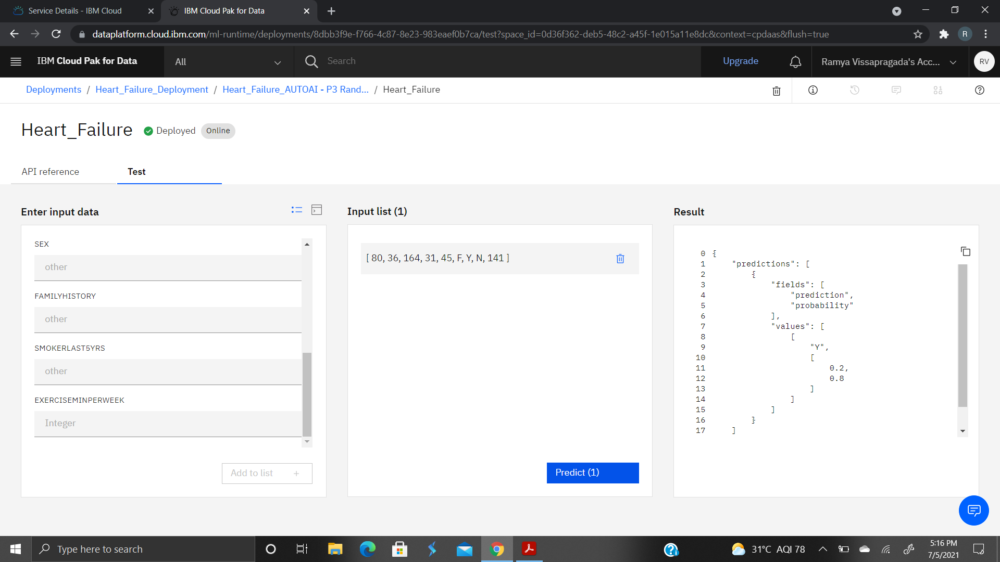 Service Details - IBM Cloud
IBM Cloud Pak for Data
dataplatform.cloud.ibm.com/ml-runtime/deployments/8dbb3f9e-f766-4c87-8e23-983eaef0b7ca/test?space_id=0d36f362-deb5-48c2-a45f-1e015a11e8dc&context=cpdaas&flush=true
R
IBM Cloud Pak for Data
All
Search
Upgrade
Ramya Vissapragada's Acc...
RV
Deployments / Heart_Failure_Deployment / Heart_Failure_AUTOAI - P3 Rand... / Heart_Failure
Heart_Failure
Deployed
Online
API reference
Test
Enter input data
SEX
other
FAMILYHISTORY
other
SMOKERLAST5YRS
other
EXERCISEMINPERWEEK
Integer
Add to list +
Input list (1)
[ 80, 36, 164, 31, 45, F, Y, N, 141 ]
Predict (1)
Result
0 {
1 "predictions": [
2 {
3 "fields": [
4 "prediction",
5 "probability"
6 ],
7 "values": [
8 [
9 "Y",
10 [
11 0.2,
12 0.8
13 ]
14 ]
15 ]
16 }
17 ]
Type here to search
31°C AQI 78
5:16 PM
7/5/2021